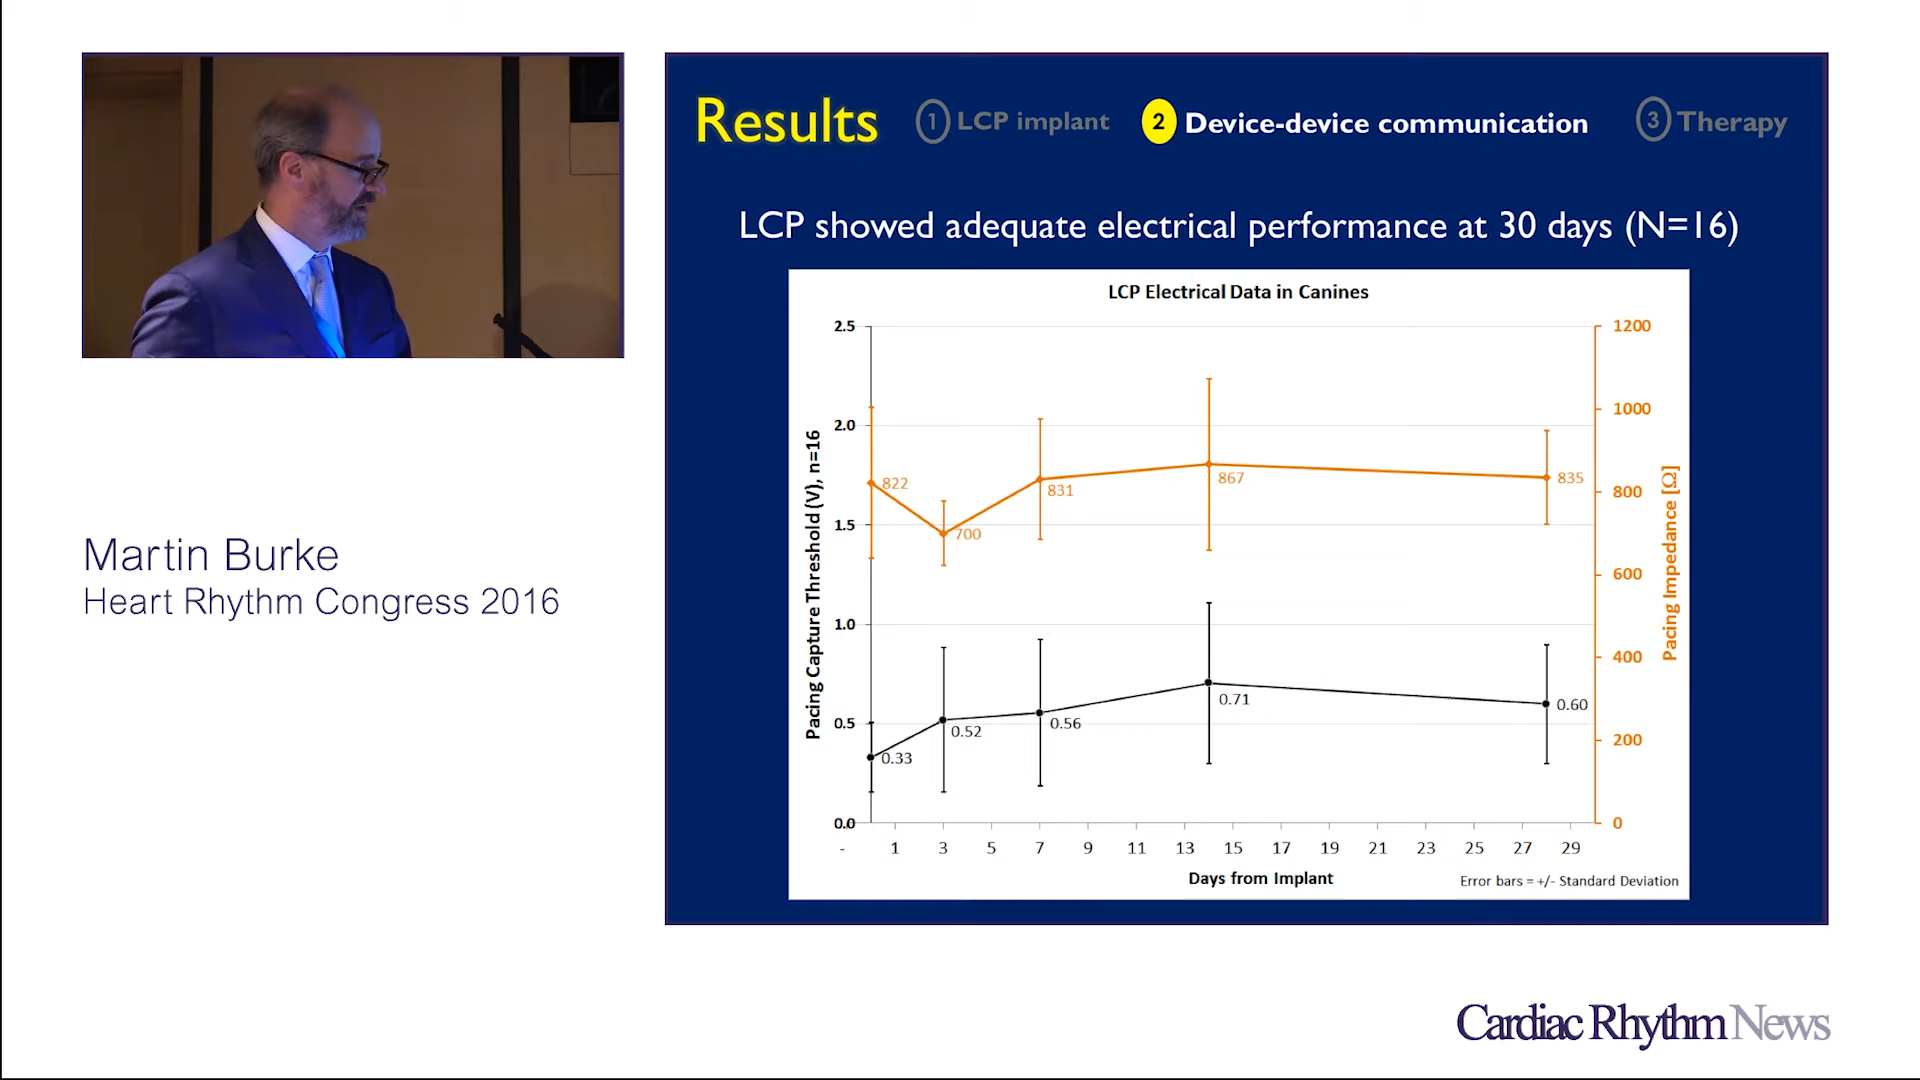 Results
1 LCP implant
2 Device-device communication
3 Therapy
LCP showed adequate electrical performance at 30 days (N=16)
LCP Electrical Data in Canines
Pacing Capture Threshold (V), n=16
2.5
2.0
1.5
1.0
0.5
0.0
1200
1000
800
600
400
200
0
Pacing Impedance [Ω]
822
700
831
867
835
0.33
0.52
0.56
0.71
0.60
- 1 3 5 7 9 11 13 15 17 19 21 23 25 27 29
Days from Implant
Error bars = +/- Standard Deviation
Martin Burke
Heart Rhythm Congress 2016
Cardiac Rhythm News